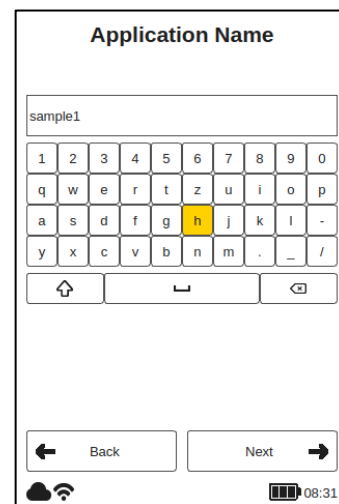 Application Name
sample1
1 2 3 4 5 6 7 8 9 0
q w e r t z u i o p
a s d f g h j k l -
y x c v b n m . _ /
Back Next
08:31